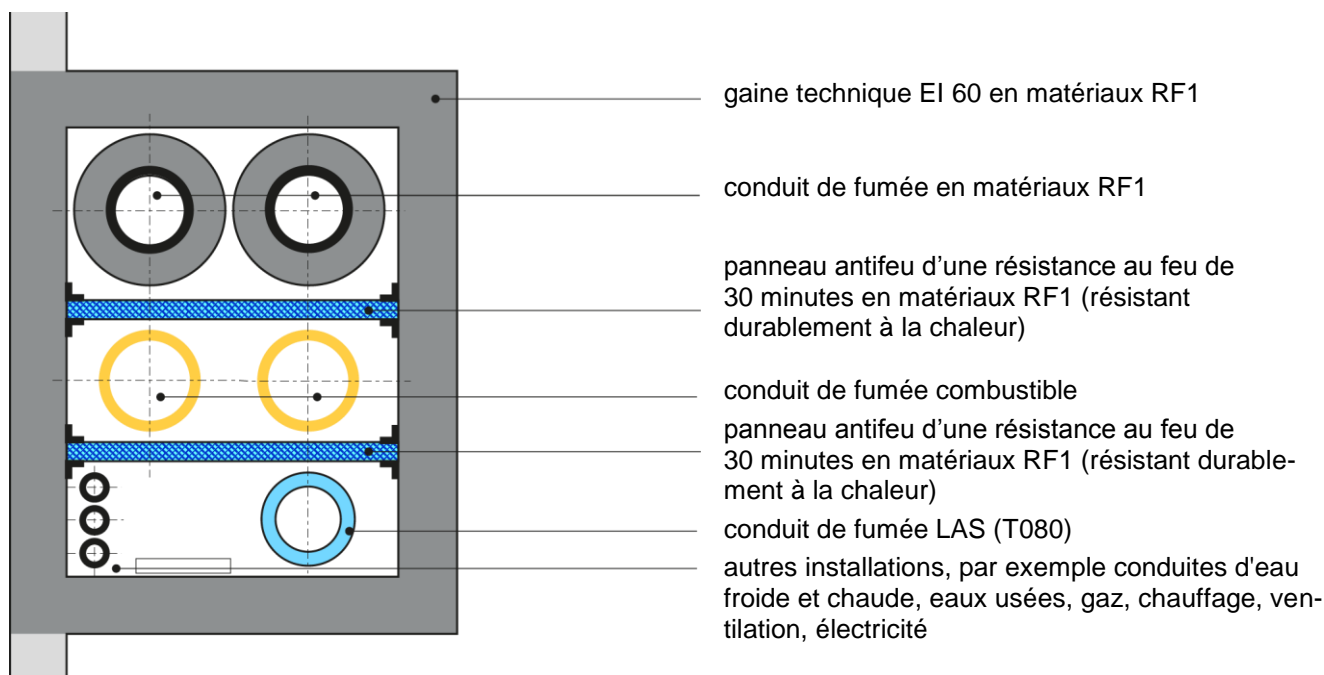 gaine technique EI 60 en matériaux RF1
conduit de fumée en matériaux RF1
panneau antifeu d’une résistance au feu de
30 minutes en matériaux RF1 (résistant
durablement à la chaleur)
conduit de fumée combustible
panneau antifeu d’une résistance au feu de
30 minutes en matériaux RF1 (résistant durable-
ment à la chaleur)
conduit de fumée LAS (T080)
autres installations, par exemple conduites d'eau
froide et chaude, eaux usées, gaz, chauffage, ven-
tilation, électricité